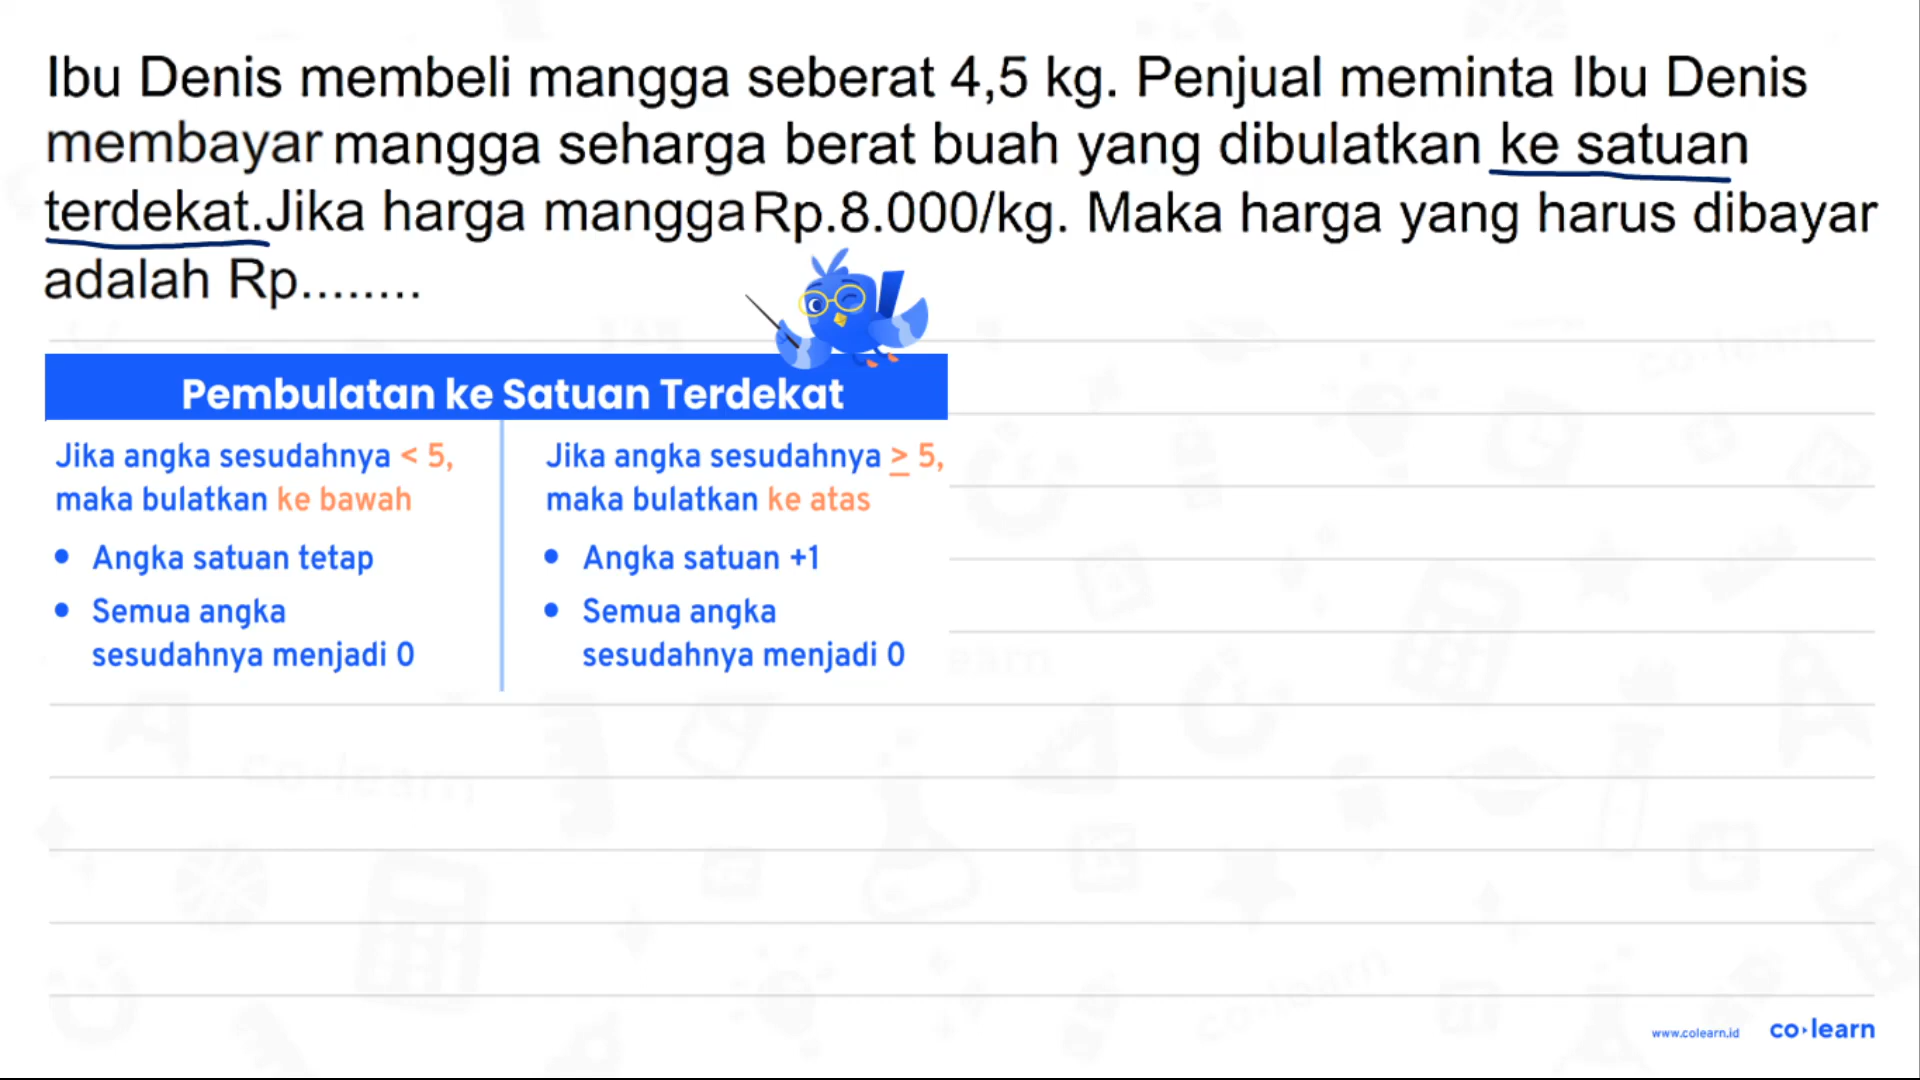 Ibu Denis membeli mangga seberat 4,5 kg. Penjual meminta Ibu Denis
membayar mangga seharga berat buah yang dibulatkan ke satuan
terdekat.Jika harga mangga Rp.8.000/kg. Maka harga yang harus dibayar
adalah Rp........
Pembulatan ke Satuan Terdekat
Jika angka sesudahnya < 5,
maka bulatkan ke bawah
• Angka satuan tetap
• Semua angka
sesudahnya menjadi 0
Jika angka sesudahnya ≥ 5,
maka bulatkan ke atas
• Angka satuan +1
• Semua angka
sesudahnya menjadi 0
www.colearn.id co·learn